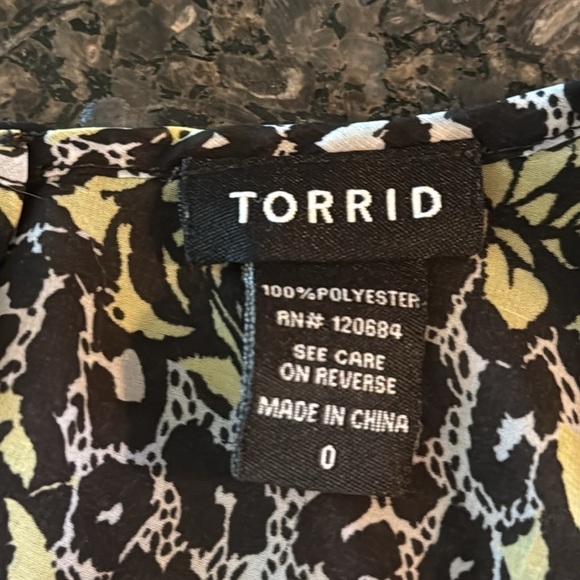 TORRID
100% POLYESTER
RN# 120684
SEE CARE
ON REVERSE
MADE IN CHINA
0